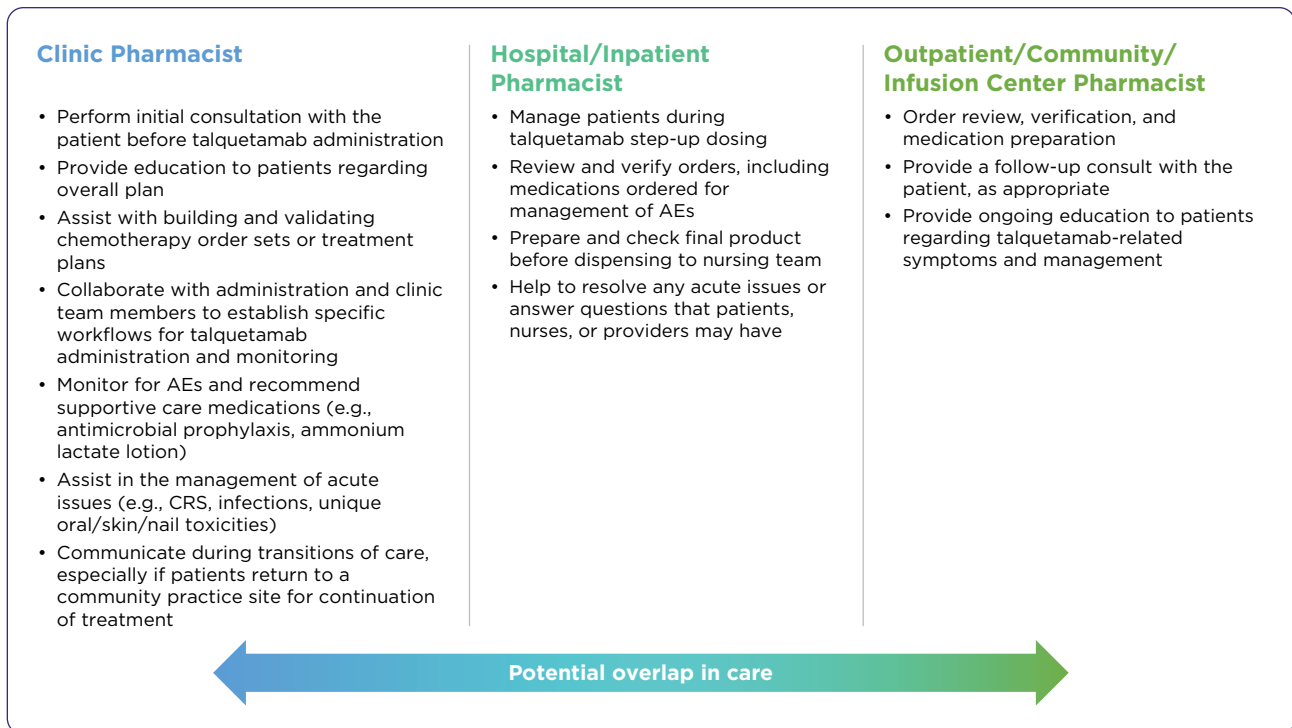 Clinic Pharmacist
• Perform initial consultation with the
patient before talquetamab administration
• Provide education to patients regarding
overall plan
• Assist with building and validating
chemotherapy order sets or treatment
plans
• Collaborate with administration and clinic
team members to establish specific
workflows for talquetamab
administration and monitoring
• Monitor for AEs and recommend
supportive care medications (e.g.,
antimicrobial prophylaxis, ammonium
lactate lotion)
• Assist in the management of acute
issues (e.g., CRS, infections, unique
oral/skin/nail toxicities)
• Communicate during transitions of care,
especially if patients return to a
community practice site for continuation
of treatment
Hospital/Inpatient
Pharmacist
• Manage patients during
talquetamab step-up dosing
• Review and verify orders, including
medications ordered for
management of AEs
• Prepare and check final product
before dispensing to nursing team
• Help to resolve any acute issues or
answer questions that patients,
nurses, or providers may have
Outpatient/Community/
Infusion Center Pharmacist
• Order review, verification, and
medication preparation
• Provide a follow-up consult with the
patient, as appropriate
• Provide ongoing education to patients
regarding talquetamab-related
symptoms and management
Potential overlap in care